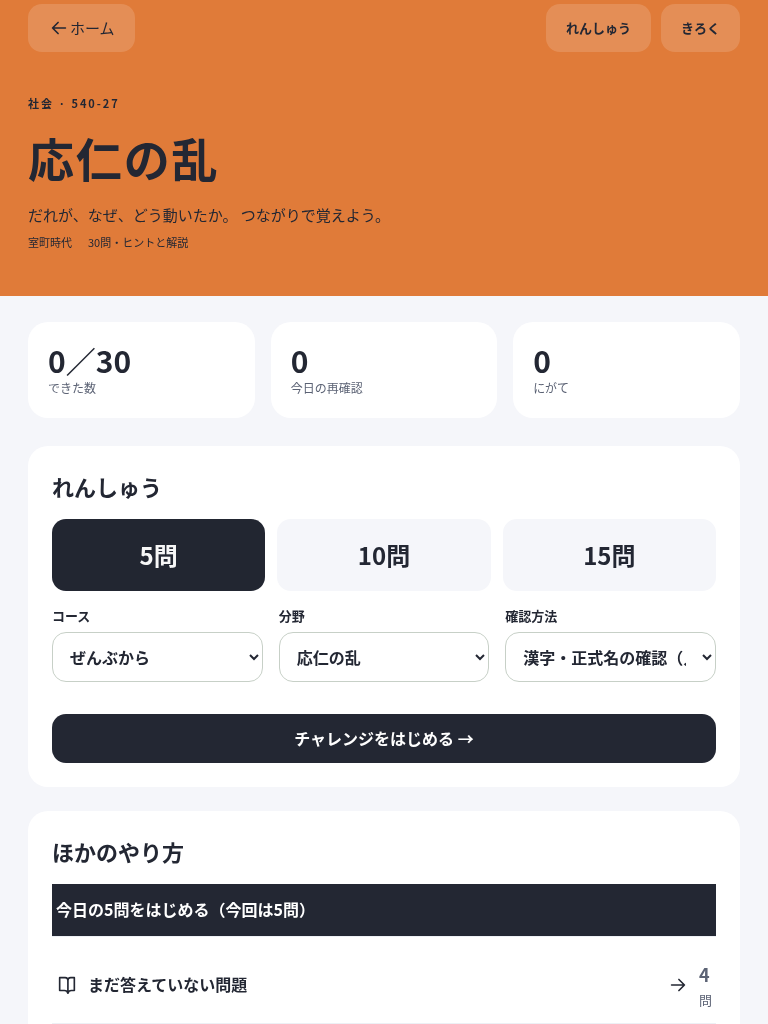 ← ホーム
れんしゅう
きろく
社会 · 540-27
応仁の乱
だれが、なぜ、どう動いたか。 つながりで覚えよう。
室町時代 30問・ヒントと解説
0／30
できた数
0
今日の再確認
0
にがて
れんしゅう
5問
10問
15問
コース
分野
確認方法
ぜんぶから
応仁の乱
漢字・正式名の確認（
チャレンジをはじめる →
ほかのやり方
今日の5問をはじめる（今回は5問）
まだ答えていない問題
→
4
問